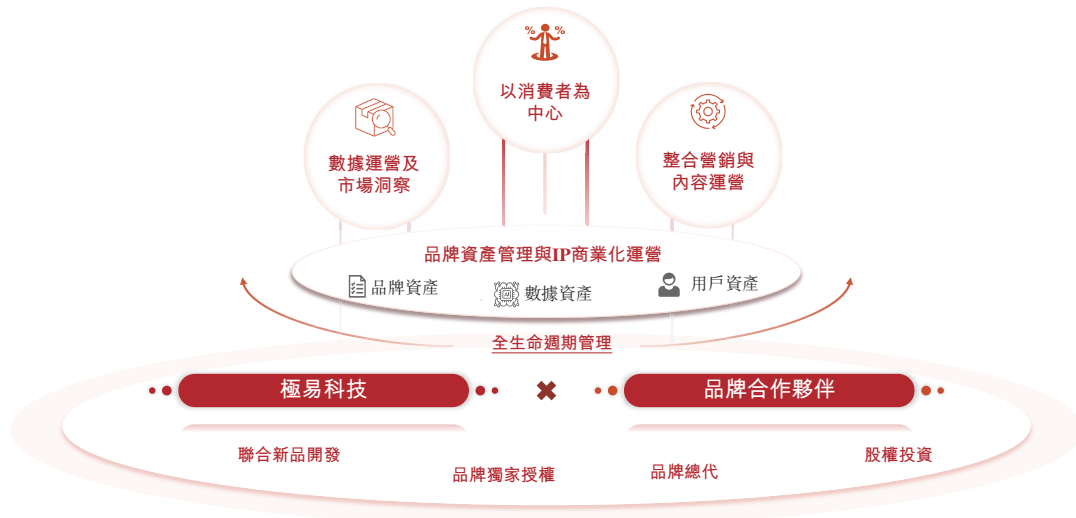 % %
以消費者為
中心
數據運營及
市場洞察
整合營銷與
內容運營
品牌資產管理與IP商業化運營
品牌資產
數據資產
用戶資產
全生命週期管理
極易科技
品牌合作夥伴
聯合新品開發
品牌獨家授權
品牌總代
股權投資